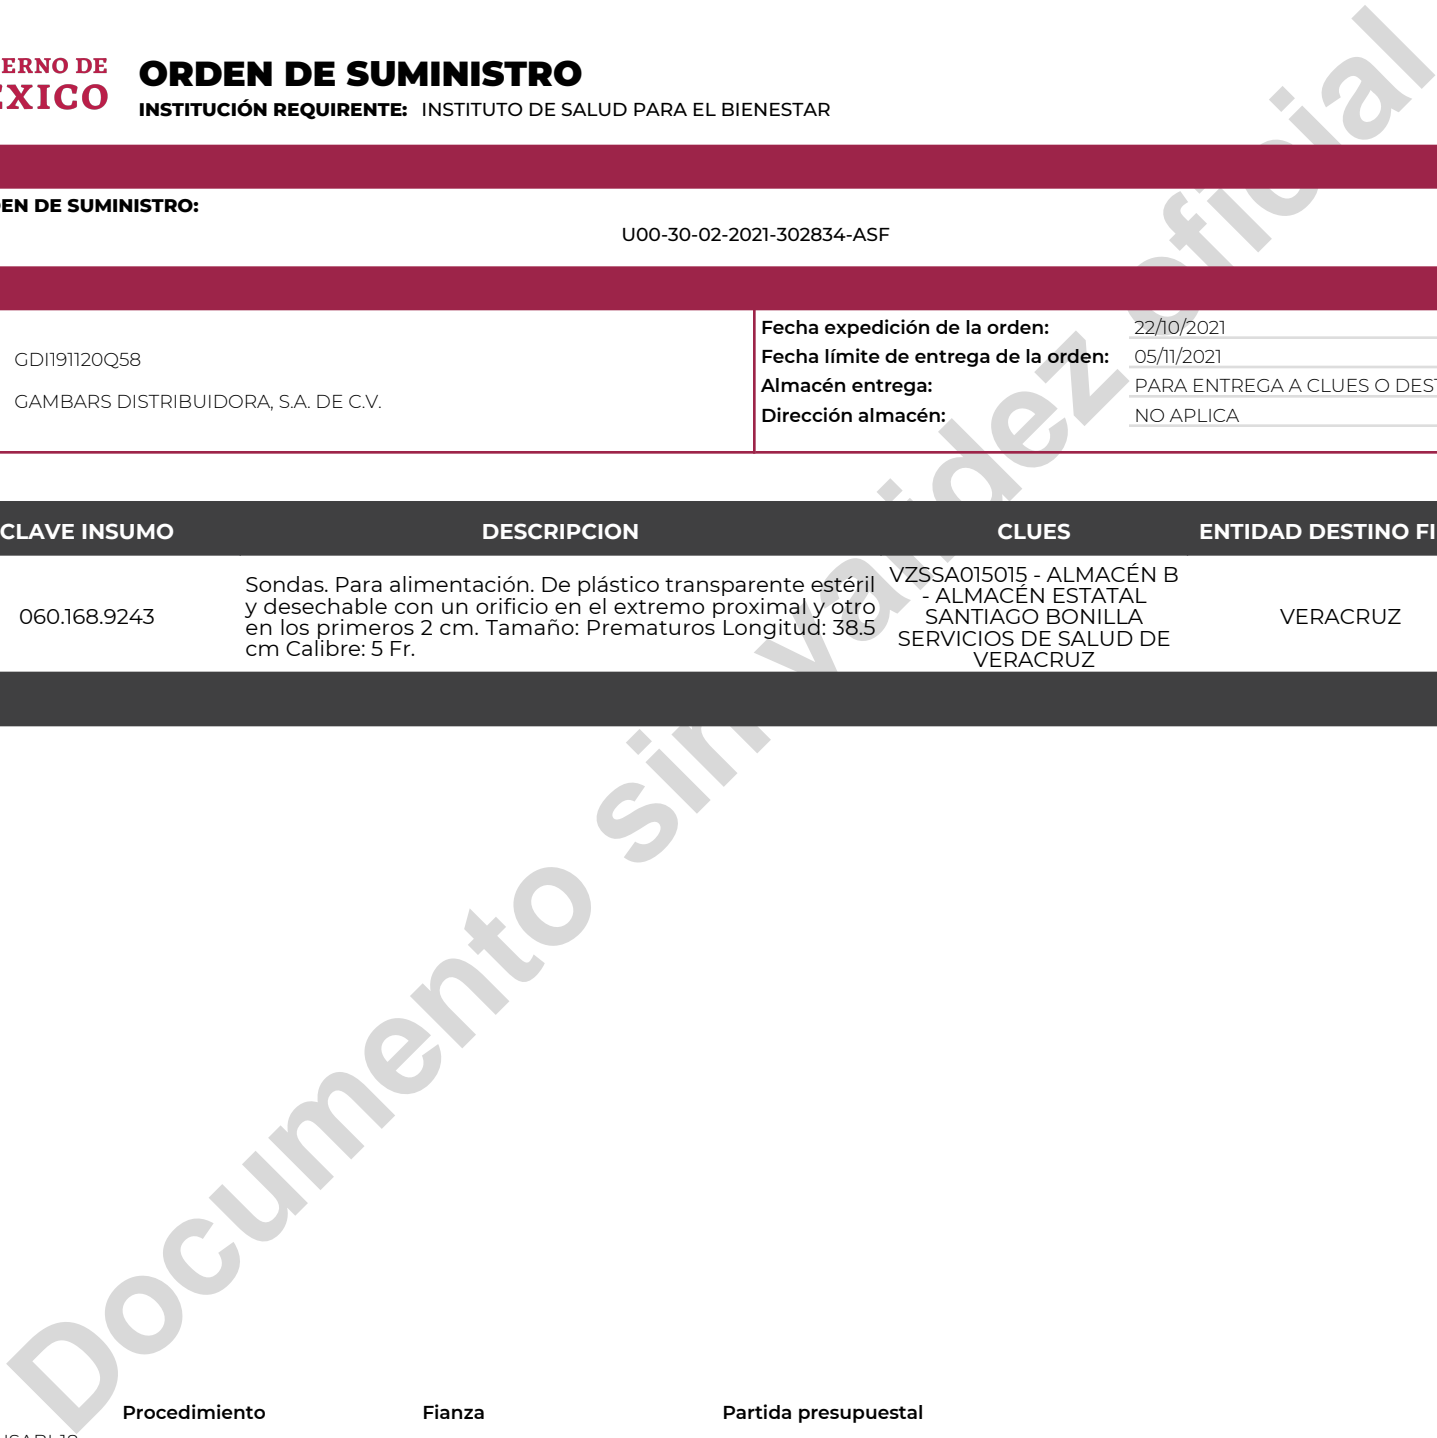 ERNO DE
EXICO
ORDEN DE SUMINISTRO
INSTITUCIÓN REQUIRENTE: INSTITUTO DE SALUD PARA EL BIENESTAR
EN DE SUMINISTRO:
U00-30-02-2021-302834-ASF
GDI191120Q58
GAMBARS DISTRIBUIDORA, S.A. DE C.V.
Fecha expedición de la orden: 22/10/2021
Fecha límite de entrega de la orden: 05/11/2021
Almacén entrega: PARA ENTREGA A CLUES O DEST
Dirección almacén: NO APLICA
CLAVE INSUMO DESCRIPCION CLUES ENTIDAD DESTINO FI
060.168.9243
Sondas. Para alimentación. De plástico transparente estéril
y desechable con un orificio en el extremo proximal y otro
en los primeros 2 cm. Tamaño: Prematuros Longitud: 38.5
cm Calibre: 5 Fr.
VZSSA015015 - ALMACÉN B
- ALMACÉN ESTATAL
SANTIAGO BONILLA
SERVICIOS DE SALUD DE
VERACRUZ
VERACRUZ
Documento sin validez oficial
Procedimiento Fianza Partida presupuestal